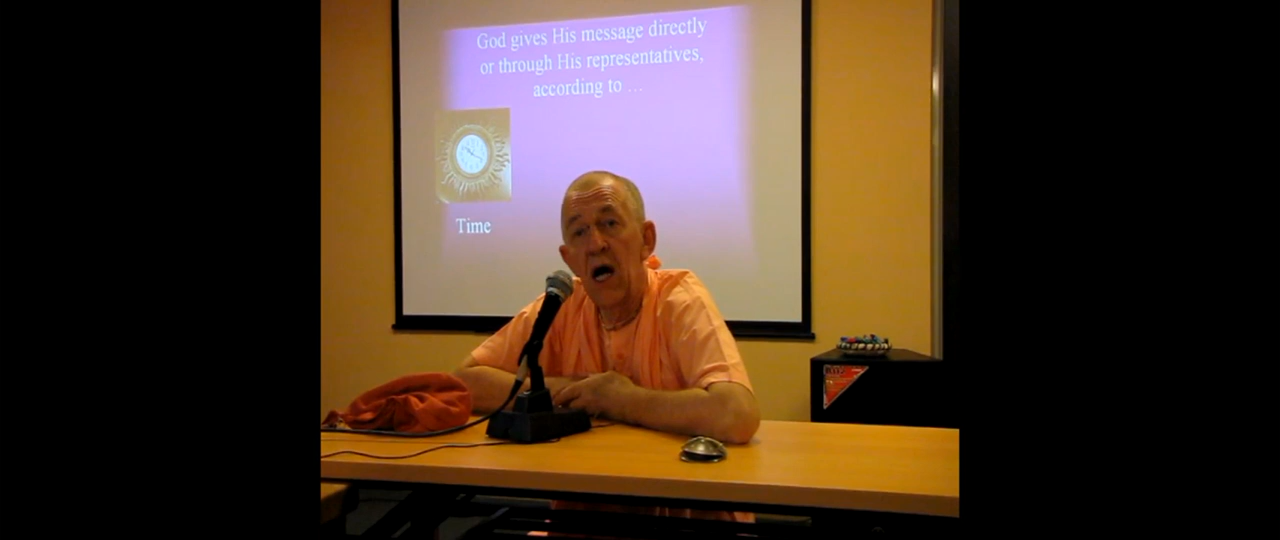 God gives His message directly
or through His representatives,
according to ...
Time